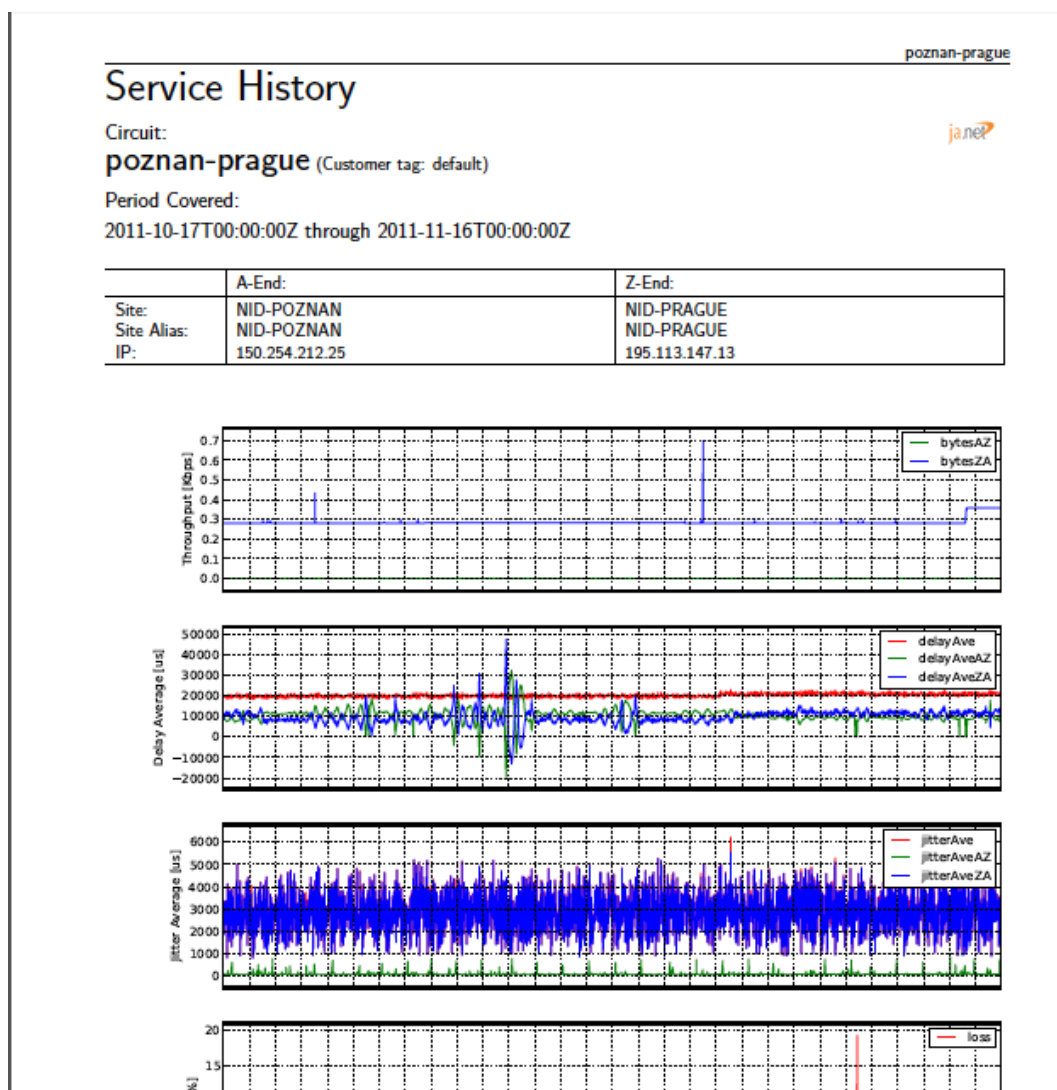 poznan-prague
Service History
Circuit:
ja.net
poznan-prague (Customer tag: default)
Period Covered:
2011-10-17T00:00:00Z through 2011-11-16T00:00:00Z
A-End: Z-End:
Site: NID-POZNAN NID-PRAGUE
Site Alias: NID-POZNAN NID-PRAGUE
IP: 150.254.212.25 195.113.147.13
Throughput [Kbps]
0.7
0.6
0.5
0.4
0.3
0.2
0.1
0.0
bytesAZ
bytesZA
Delay Average [us]
50000
40000
30000
20000
10000
0
−10000
−20000
delayAve
delayAveAZ
delayAveZA
Jitter Average [us]
6000
5000
4000
3000
2000
1000
0
jitterAve
jitterAveAZ
jitterAveZA
20
15
%]
loss